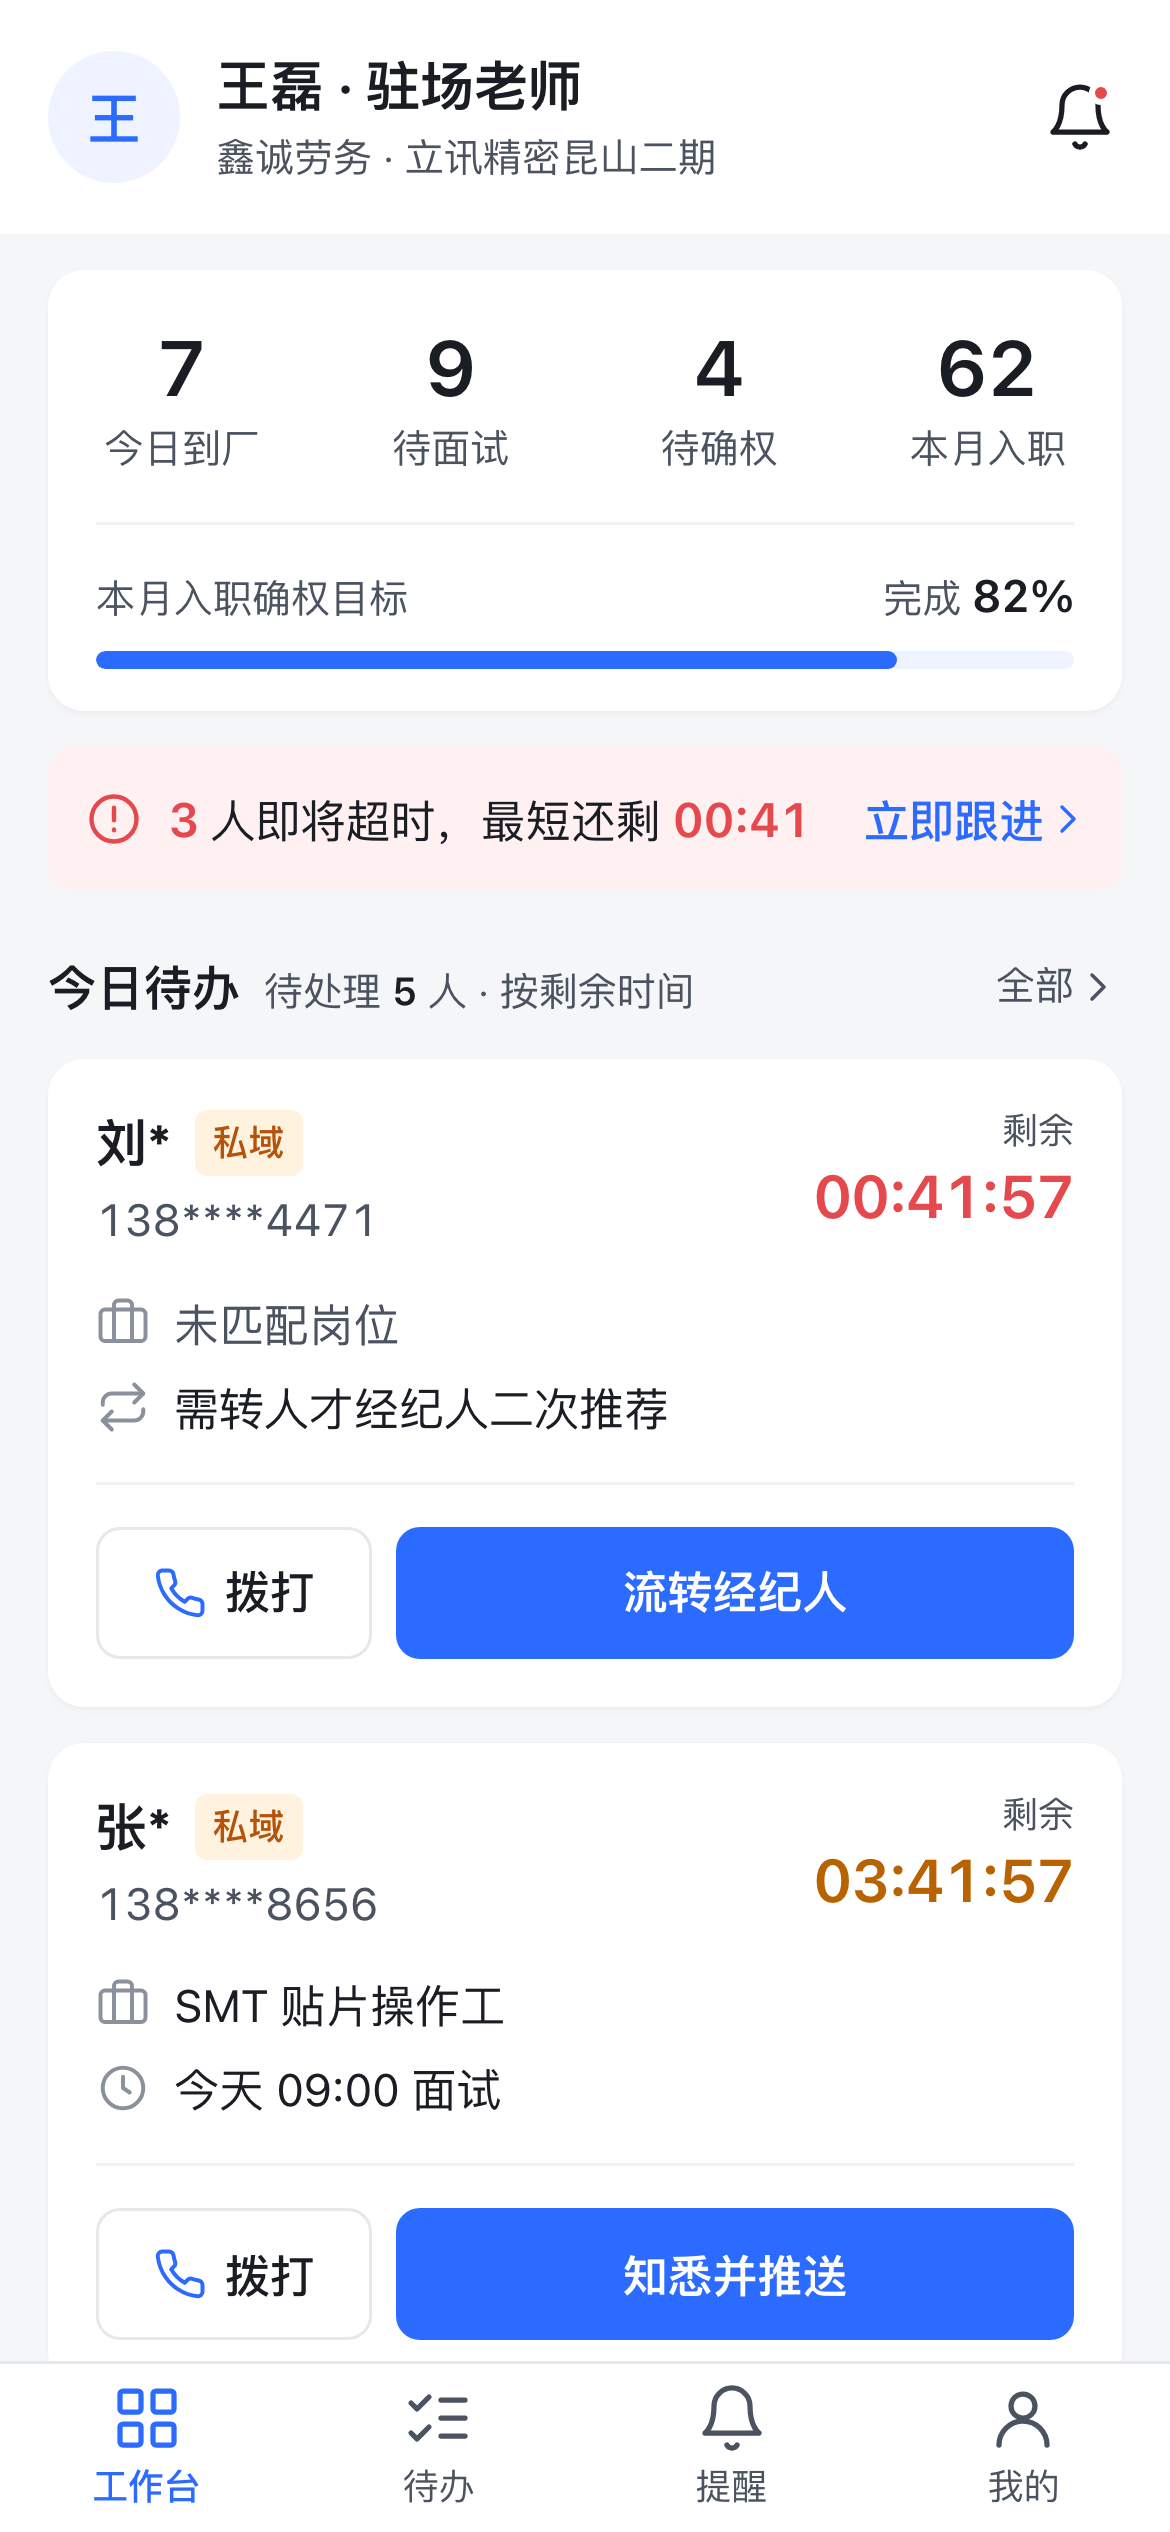 王
王磊 · 驻场老师
鑫诚劳务 · 立讯精密昆山二期
7 9 4 62
今日到厂 待面试 待确权 本月入职
本月入职确权目标 完成 82%
3 人即将超时，最短还剩 00:41 立即跟进
今日待办 待处理 5 人 · 按剩余时间 全部
刘* 私域 剩余
138****4471 00:41:57
未匹配岗位
需转人才经纪人二次推荐
拨打 流转经纪人
张* 私域 剩余
138****8656 03:41:57
SMT 贴片操作工
今天 09:00 面试
拨打 知悉并推送
工作台 待办 提醒 我的